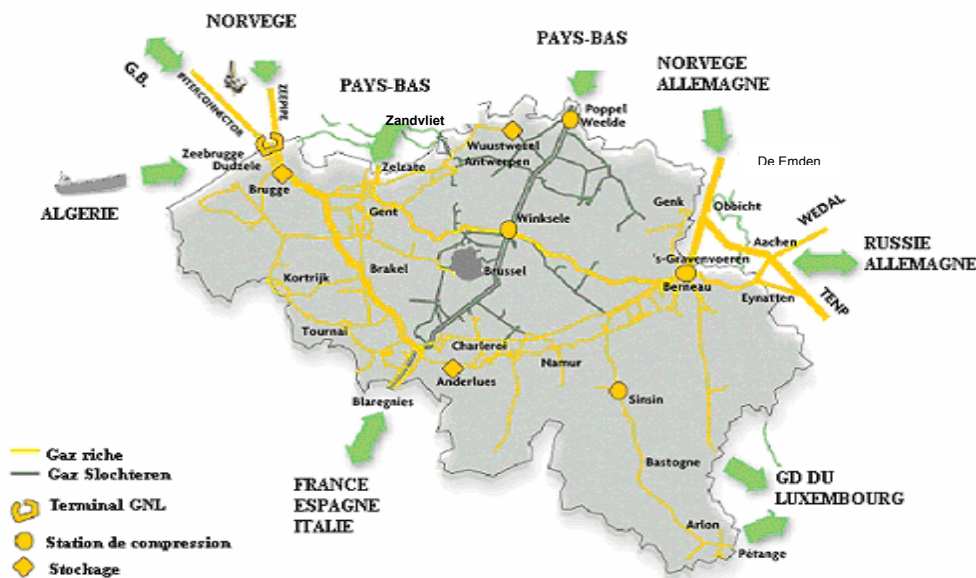 NORVEGE
PAYS-BAS
G.B.
PITERCONNECTOR
ZEEPIPE
PAYS-BAS
NORVEGE
ALLEMAGNE
Zandvliet
Poppel
Weelde
Wuustwezel
Antwerpen
Zeebrugge
Dudzele
Zelzate
De Emden
Brugge
ALGERIE
Gent
Genk
Obbicht
WEDAL
Winksele
Aachen
RUSSIE
ALLEMAGNE
's-Gravenvoeren
Brakel
Brussel
Kortrijk
Berneau
Eynatten
TENP
Tournai
Charleroi
Namur
Anderlues
Blaregnies
Sinsin
Gaz riche
Gaz Slochteren
Bastogne
FRANCE
ESPAGNE
ITALIE
GD DU
LUXEMBOURG
Terminal GNL
Arlon
Station de compression
Pétange
Stockage